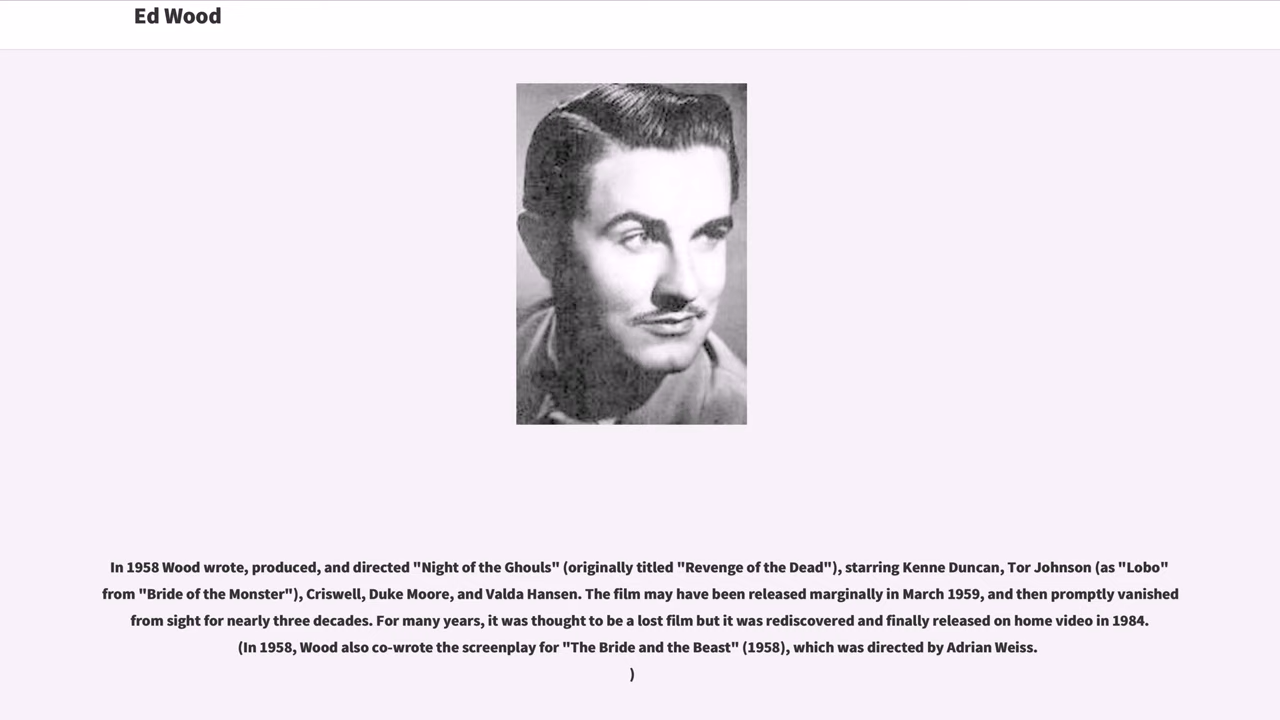 Ed Wood
In 1958 Wood wrote, produced, and directed "Night of the Ghouls" (originally titled "Revenge of the Dead"), starring Kenne Duncan, Tor Johnson (as "Lobo"
from "Bride of the Monster"), Criswell, Duke Moore, and Valda Hansen. The film may have been released marginally in March 1959, and then promptly vanished
from sight for nearly three decades. For many years, it was thought to be a lost film but it was rediscovered and finally released on home video in 1984.
(In 1958, Wood also co-wrote the screenplay for "The Bride and the Beast" (1958), which was directed by Adrian Weiss.
)